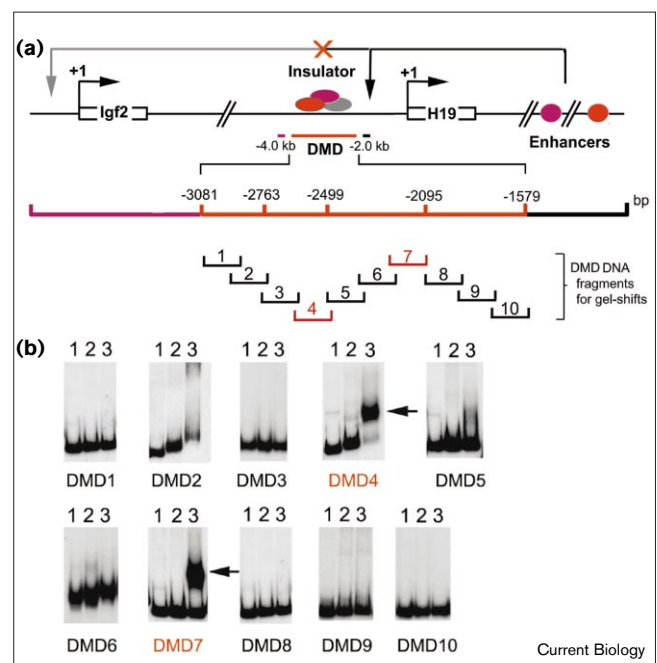 (a)
Insulator
+1
+1
Igf2
H19
Enhancers
-4.0 kb
DMD
-2.0 kb
-3081
-2763
-2499
-2095
-1579
bp
1
2
3
4
5
6
7
8
9
10
DMD DNA
fragments
for gel-shifts
(b)
1 2 3
1 2 3
1 2 3
1 2 3
1 2 3
DMD1
DMD2
DMD3
DMD4
DMD5
1 2 3
1 2 3
1 2 3
1 2 3
1 2 3
DMD6
DMD7
DMD8
DMD9
DMD10
Current Biology